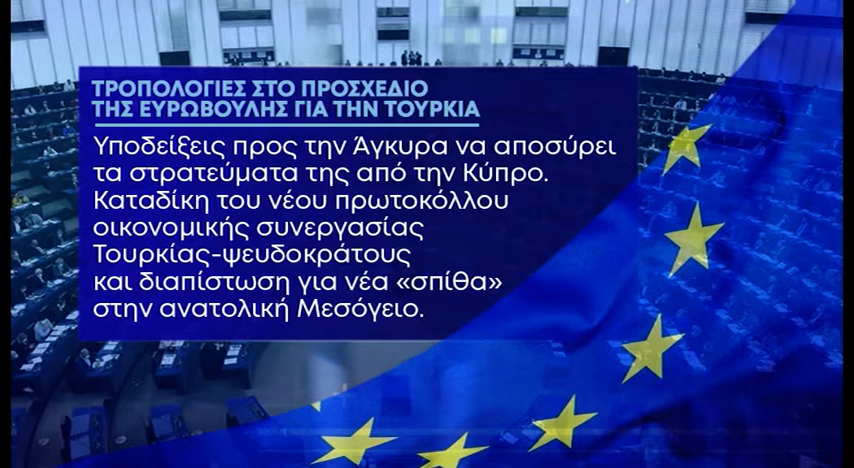 ΤΡΟΠΟΛΟΓΙΕΣ ΣΤΟ ΠΡΟΣΧΕΔΙΟ
ΤΗΣ ΕΥΡΩΒΟΥΛΗΣ ΓΙΑ ΤΗΝ ΤΟΥΡΚΙΑ
Υποδείξεις προς την Άγκυρα να αποσύρει
τα στρατεύματα της από την Κύπρο.
Καταδίκη του νέου πρωτοκόλλου
οικονομικής συνεργασίας
Τουρκίας-ψευδοκράτους
και διαπίστωση για νέα «σπίθα»
στην ανατολική Μεσόγειο.